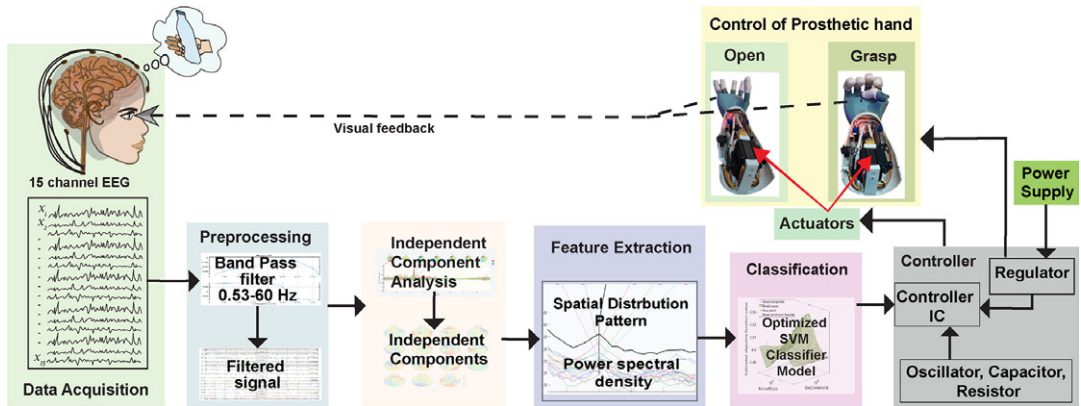 Control of Prosthetic hand
Open
Grasp
Visual feedback
15 channel EEG
Data Acquisition
Preprocessing
Band Pass
filter
0.53-60 Hz
Filtered
signal
Independent
Component
Analysis
Independent
Components
Feature Extraction
Spatial Distrbution
Pattern
Power spectral
density
Classification
Optimized
SVM
Classifier
Model
Actuators
Power
Supply
Controller
Regulator
Controller
IC
Oscillator, Capacitor,
Resistor